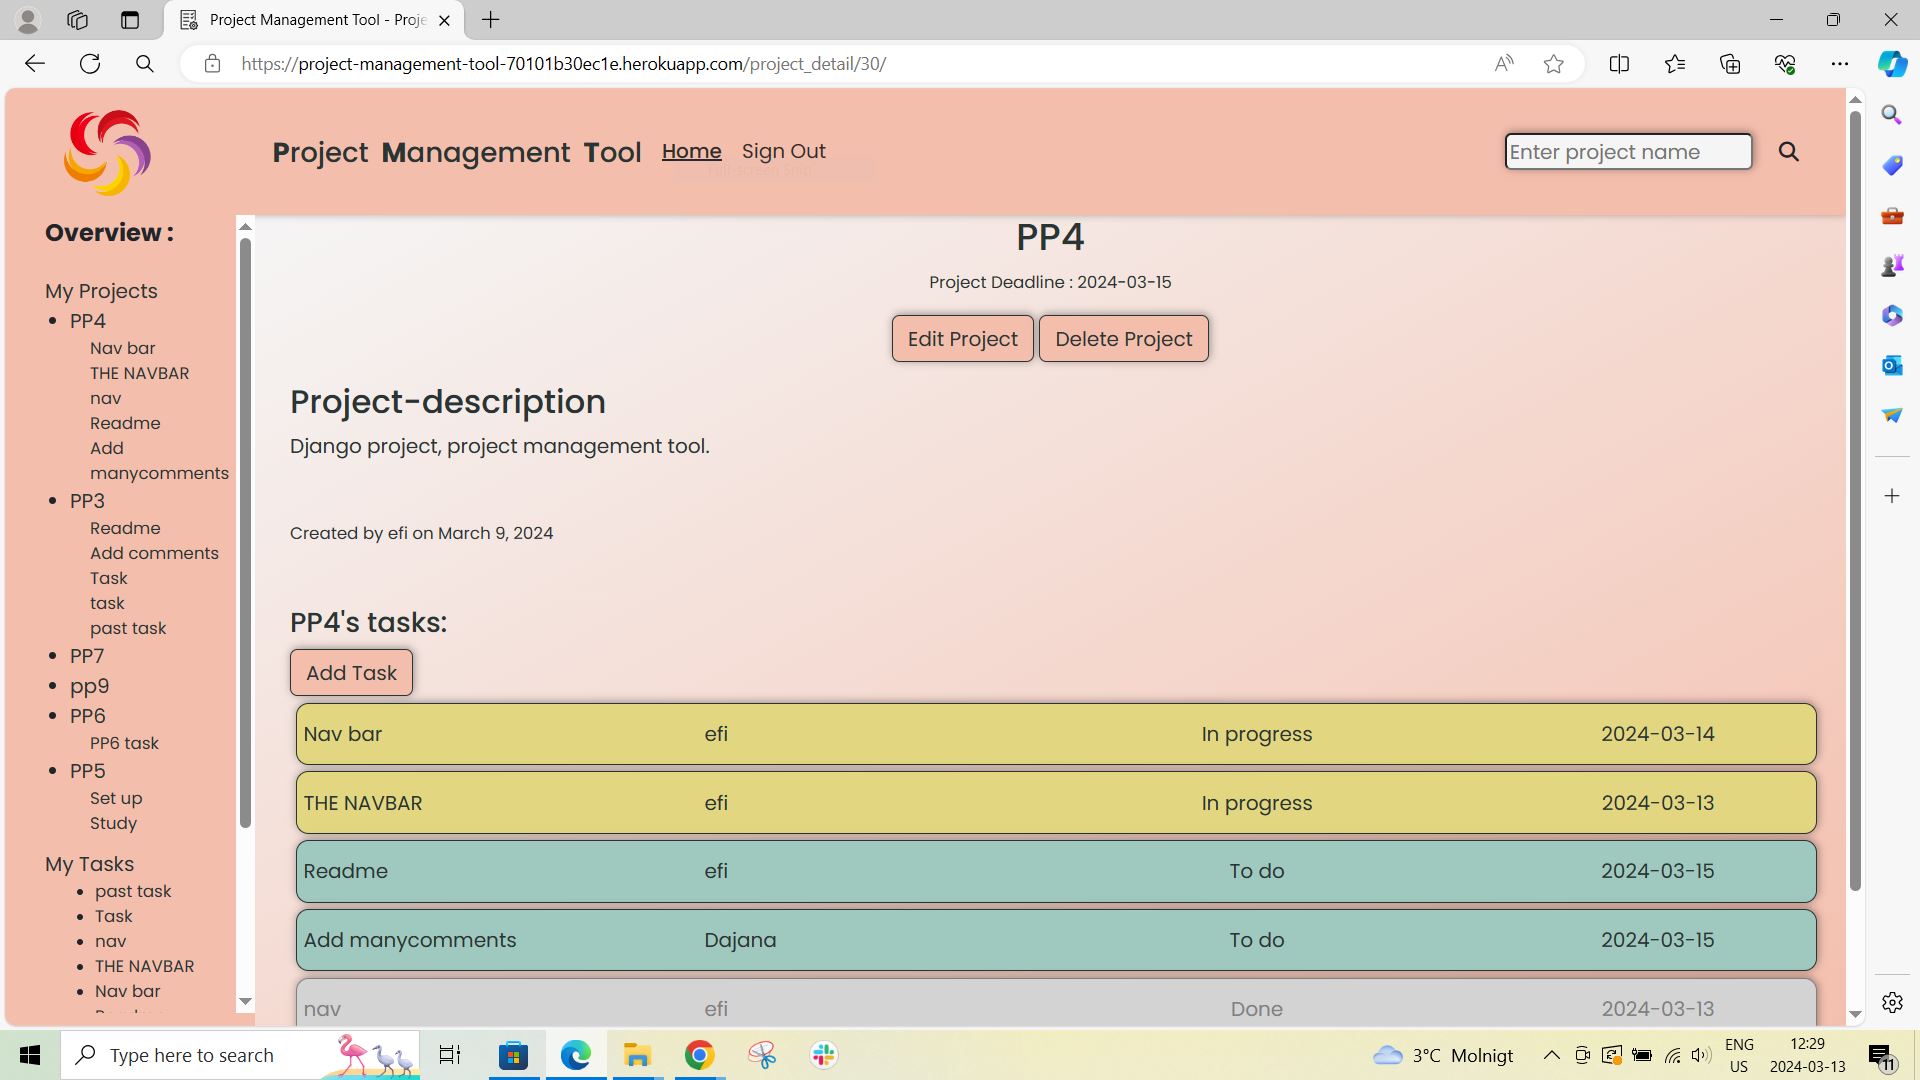 Project Management Tool - Proje
https://project-management-tool-70101b30ec1e.herokuapp.com/project_detail/30/
Project Management Tool Home Sign Out
Enter project name
Overview :
My Projects
PP4
Nav bar
THE NAVBAR
nav
Readme
Add
manycomments
PP3
Readme
Add comments
Task
task
past task
PP7
pp9
PP6
PP6 task
PP5
Set up
Study
My Tasks
past task
Task
nav
THE NAVBAR
Nav bar
PP4
Project Deadline : 2024-03-15
Edit Project Delete Project
Project-description
Django project, project management tool.
Created by efi on March 9, 2024
PP4's tasks:
Add Task
Nav bar efi In progress 2024-03-14
THE NAVBAR efi In progress 2024-03-13
Readme efi To do 2024-03-15
Add manycomments Dajana To do 2024-03-15
nav efi Done 2024-03-13
Type here to search
3°C Molnigt
ENG
US
12:29
2024-03-13
11